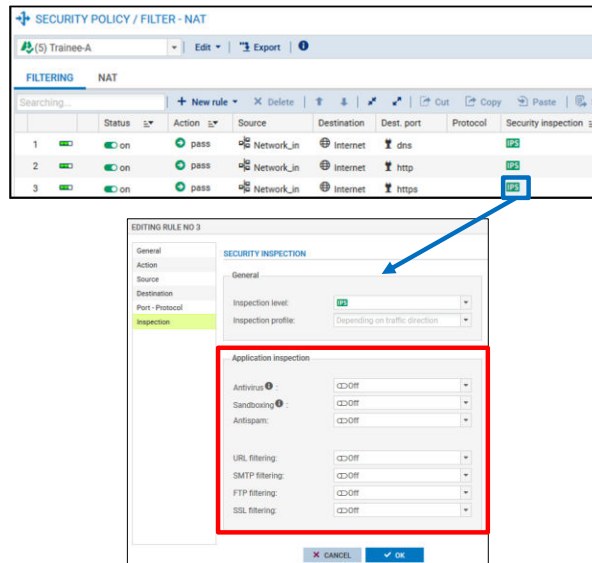 SECURITY POLICY / FILTER - NAT
(5) Trainee-A Edit Export
FILTERING NAT
Searching... + New rule × Delete Cut Copy Paste
Status Action Source Destination Dest. port Protocol Security inspection
1 on pass Network_in Internet dns IPS
2 on pass Network_in Internet http IPS
3 on pass Network_in Internet https IPS
EDITING RULE NO 3
General
Action
Source
Destination
Port - Protocol
Inspection
SECURITY INSPECTION
General
Inspection level: IPS
Inspection profile: Depending on traffic direction
Application inspection
Antivirus : Off
Sandboxing : Off
Antispam: Off
URL filtering: Off
SMTP filtering: Off
FTP filtering: Off
SSL filtering: Off
× CANCEL ✔ OK